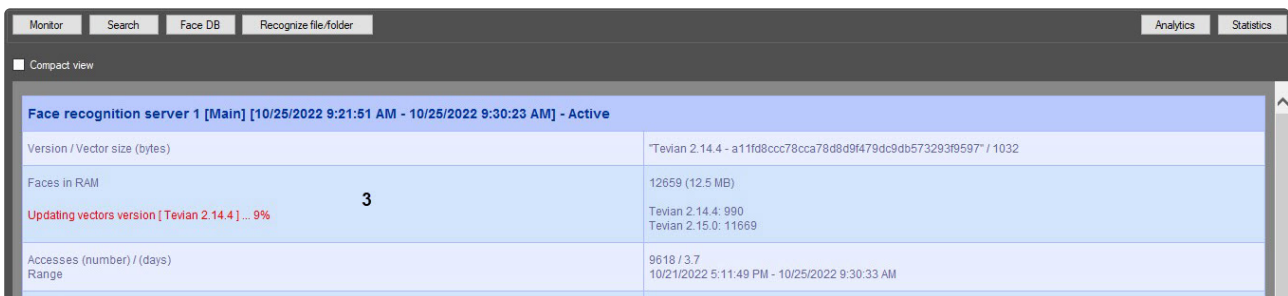 Monitor Search Face DB Recognize file/folder Analytics Statistics
Compact view
Face recognition server 1 [Main] [10/25/2022 9:21:51 AM - 10/25/2022 9:30:23 AM] - Active
Version / Vector size (bytes) "Tevian 2.14.4 - a11fd8ccc78cca78d8d9f479dc9db573293f9597" / 1032
Faces in RAM 12659 (12.5 MB)
3
Updating vectors version [ Tevian 2.14.4 ] ... 9% Tevian 2.14.4: 990
Tevian 2.15.0: 11669
Accesses (number) / (days) 9618 / 3.7
Range 10/21/2022 5:11:49 PM - 10/25/2022 9:30:33 AM